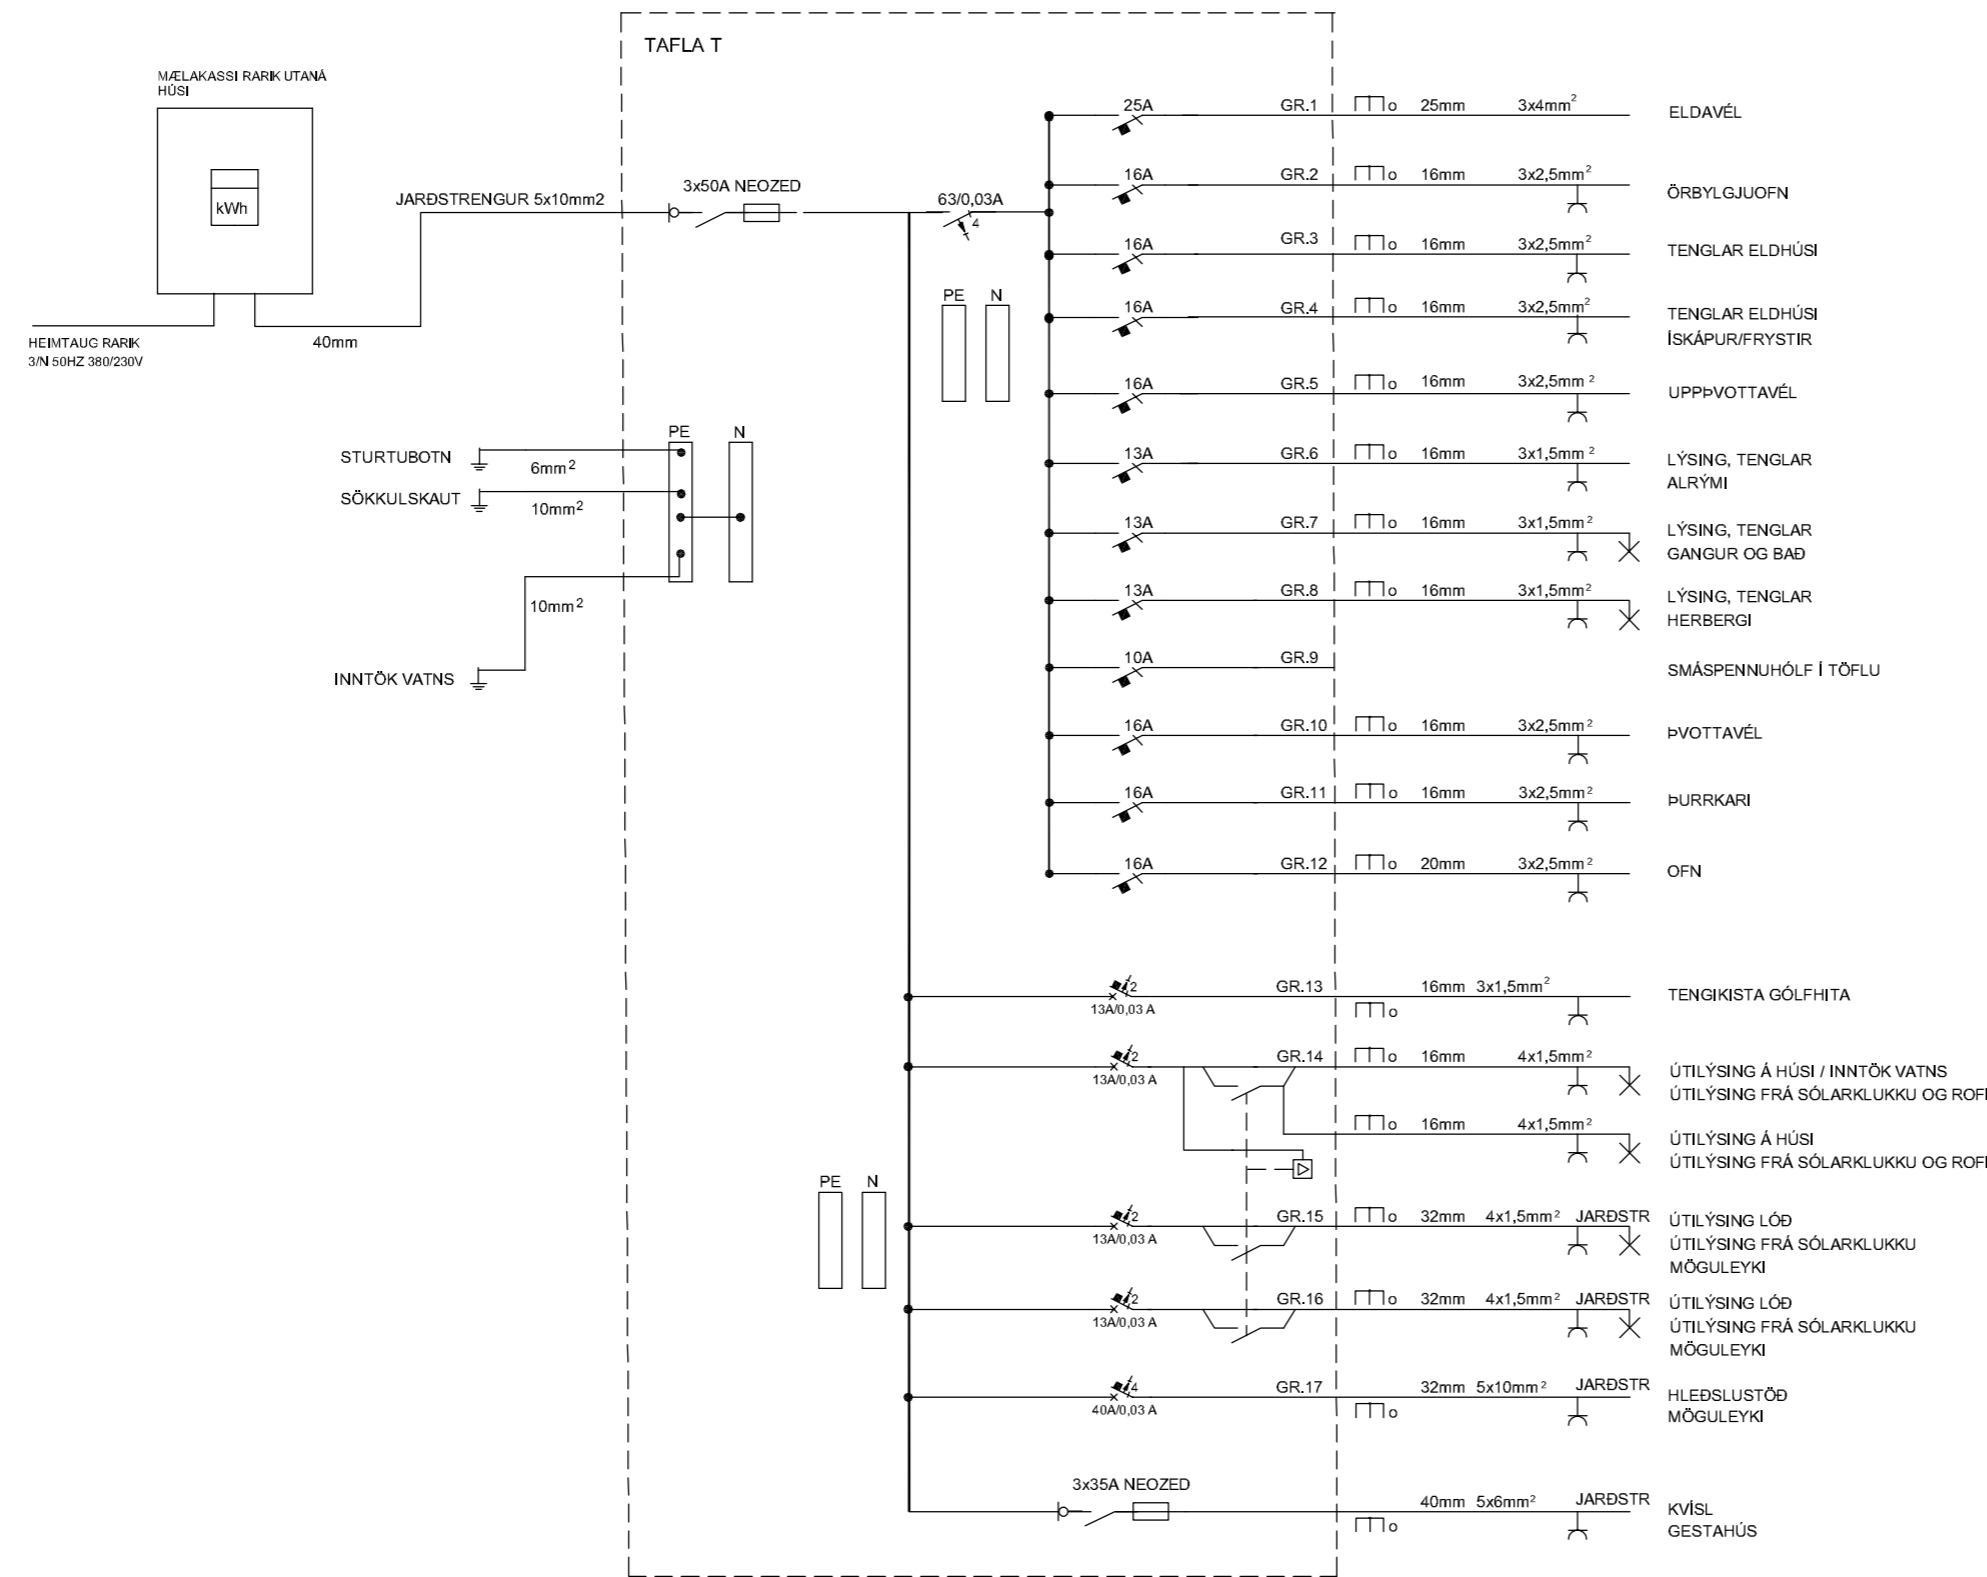 TAFLA T
MÆLAKASSI RARIK UTANÁ
HÚSI
kWh
HEIMTAUG RARIK
3/N 50HZ 380/230V
40mm
JARÐSTRENGUR 5x10mm2
3x50A NEOZED
63/0,03A
4
PE N
STURTUBOTN 6mm²
SÖKKULSKAUT 10mm²
INNTÖK VATNS 10mm²
PE N
25A GR.1 o 25mm 3x4mm² ELDAVÉL
16A GR.2 o 16mm 3x2,5mm² ÖRBYLGJUOFN
16A GR.3 o 16mm 3x2,5mm² TENGLAR ELDHÚSI
16A GR.4 o 16mm 3x2,5mm² TENGLAR ELDHÚSI
ÍSKÁPUR/FRYSTIR
16A GR.5 o 16mm 3x2,5mm² UPPÞVOTTAVÉL
13A GR.6 o 16mm 3x1,5mm² LÝSING, TENGLAR
ALRÝMI
13A GR.7 o 16mm 3x1,5mm² LÝSING, TENGLAR
GANGUR OG BAÐ
13A GR.8 o 16mm 3x1,5mm² LÝSING, TENGLAR
HERBERGI
10A GR.9 SMÁSPENNUHÓLF Í TÖFLU
16A GR.10 o 16mm 3x2,5mm² ÞVOTTAVÉL
16A GR.11 o 16mm 3x2,5mm² ÞURRKARI
16A GR.12 o 20mm 3x2,5mm² OFN
2 GR.13 16mm 3x1,5mm² TENGIKISTA GÓLFHITA
13A/0,03 A o
2 GR.14 o 16mm 4x1,5mm² ÚTILÝSING Á HÚSI / INNTÖK VATNS
13A/0,03 A ÚTILÝSING FRÁ SÓLARKLUKKU OG ROFI
o 16mm 4x1,5mm² ÚTILÝSING Á HÚSI
ÚTILÝSING FRÁ SÓLARKLUKKU OG ROFI
PE N
2 GR.15 o 32mm 4x1,5mm² JARÐSTR ÚTILÝSING LÓÐ
13A/0,03 A ÚTILÝSING FRÁ SÓLARKLUKKU
MÖGULEYKI
2 GR.16 o 32mm 4x1,5mm² JARÐSTR ÚTILÝSING LÓÐ
13A/0,03 A ÚTILÝSING FRÁ SÓLARKLUKKU
MÖGULEYKI
4 GR.17 32mm 5x10mm² JARÐSTR HLEÐSLUSTÖÐ
40A/0,03 A o MÖGULEYKI
3x35A NEOZED 40mm 5x6mm² JARÐSTR KVÍSL
o GESTAHÚS